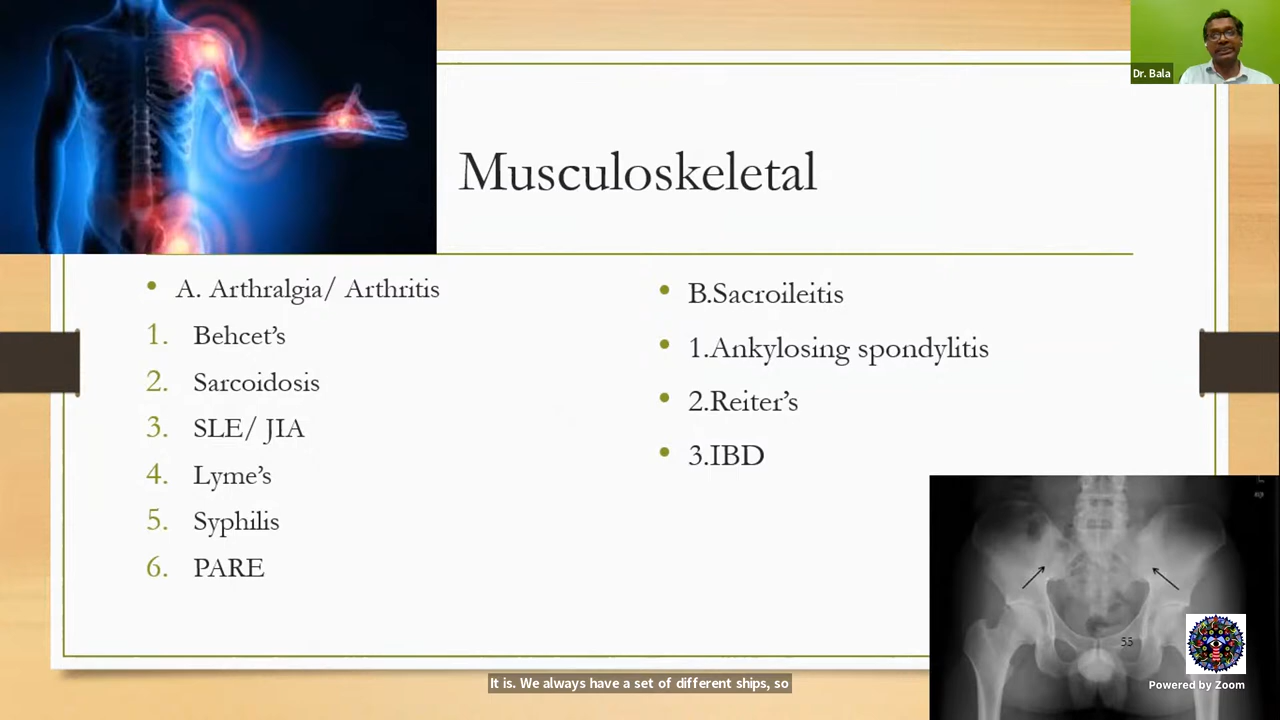 Dr. Bala
Musculoskeletal
• A. Arthralgia/ Arthritis
1. Behcet’s
2. Sarcoidosis
3. SLE/ JIA
4. Lyme’s
5. Syphilis
6. PARE
• B.Sacroileitis
• 1.Ankylosing spondylitis
• 2.Reiter’s
• 3.IBD
55
Powered by Zoom
It is. We always have a set of different ships, so